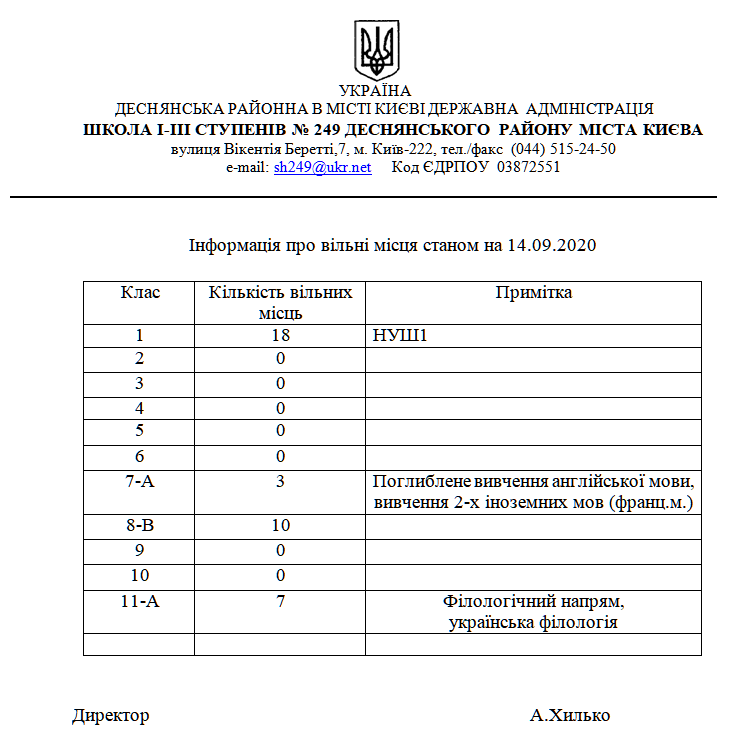 УКРАЇНА
ДЕСНЯНСЬКА РАЙОННА В МІСТІ КИЄВІ ДЕРЖАВНА АДМІНІСТРАЦІЯ
ШКОЛА І-ІІІ СТУПЕНІВ № 249 ДЕСНЯНСЬКОГО РАЙОНУ МІСТА КИЄВА
вулиця Вікентія Беретті,7, м. Київ-222, тел./факс (044) 515-24-50
e-mail: sh249@ukr.net Код ЄДРПОУ 03872551
Інформація про вільні місця станом на 14.09.2020
Клас Кількість вільних місць Примітка
1 18 НУШ1
2 0
3 0
4 0
5 0
6 0
7-А 3 Поглиблене вивчення англійської мови,
вивчення 2-х іноземних мов (франц.м.)
8-В 10
9 0
10 0
11-А 7 Філологічний напрям,
українська філологія
Директор А.Хилько